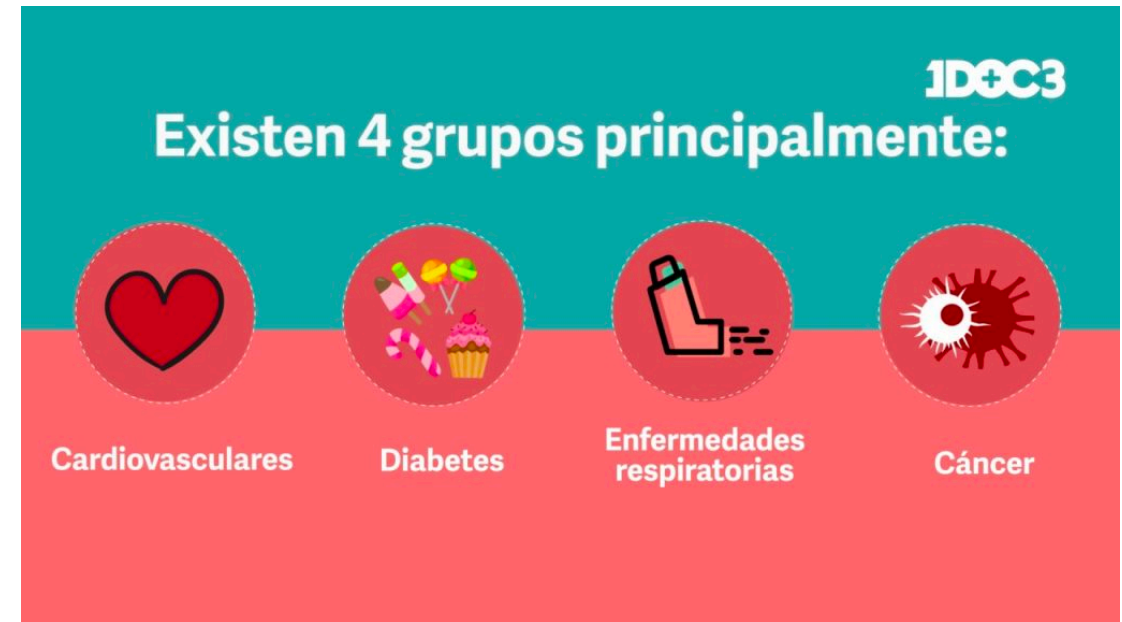 1DOC3
Existen 4 grupos principalmente:
Cardiovasculares
Diabetes
Enfermedades
respiratorias
Cáncer